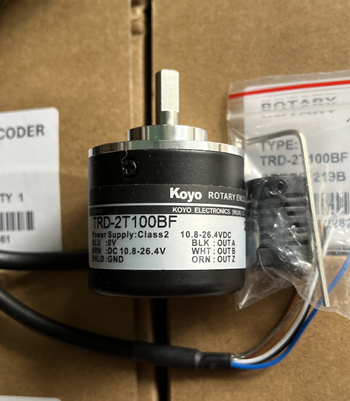 CODER
TY 1
Koyo ROTARY ENC
KOYO ELECTRONICS
TRD-2T100BF
Power Supply:Class2 10.8-26.4VDC
BLU :0V BLK :OUT A
BRN :DC 10.8-26.4V WHT :OUT B
SHLD :GND ORN :OUT Z
ROTARY
TYPE:
TRD-2T100BF
219B